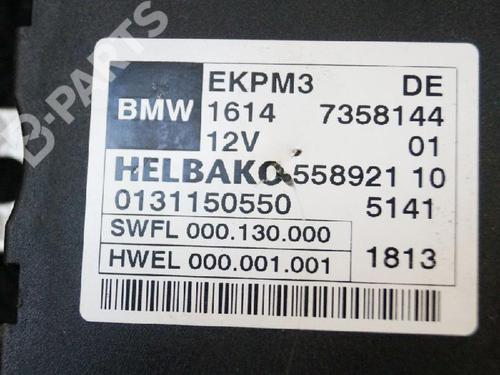 B-PARTS
BMW
EKPM3 DE
1614 7358144
12V 01
HELBAKO 558921 10
0131150550 5141
SWFL 000.130.000
HWEL 000.001.001
1813